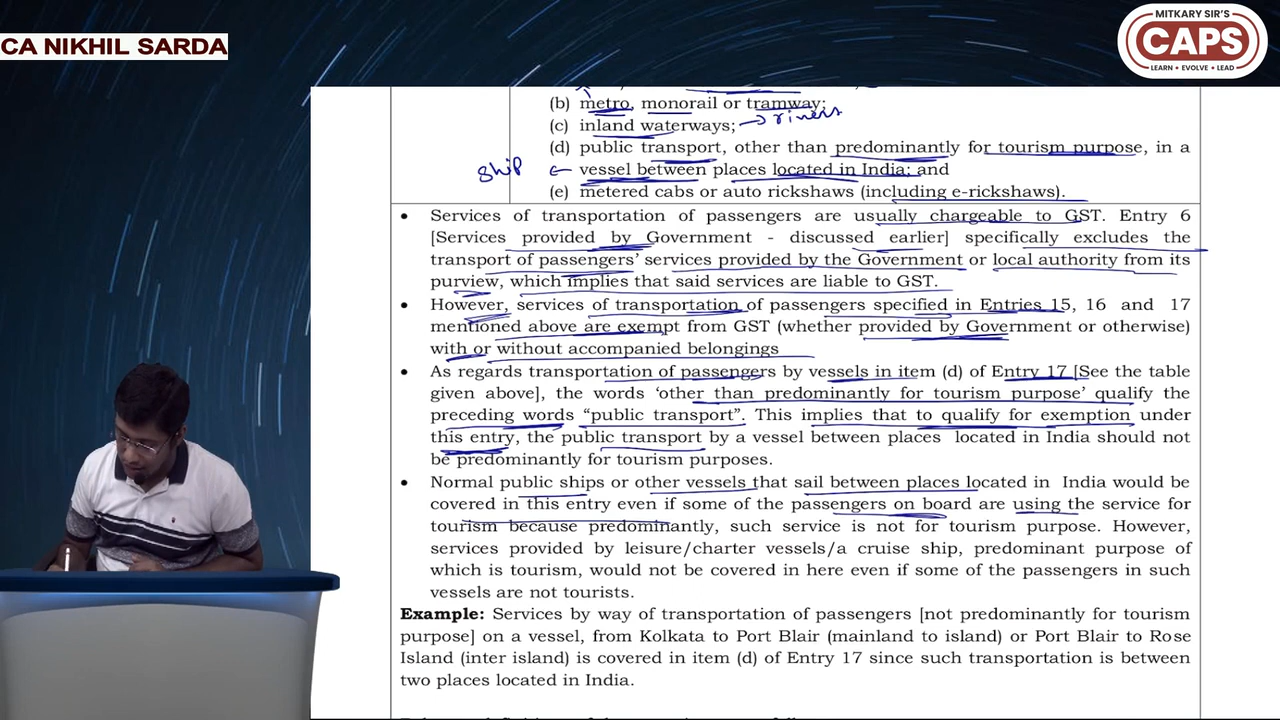 CA NIKHIL SARDA
MITKARY SIR'S
CAPS
LEARN • EVOLVE • LEAD
(b) metro, monorail or tramway;
(c) inland waterways; → rivers
(d) public transport, other than predominantly for tourism purpose, in a
ship ← vessel between places located in India; and
(e) metered cabs or auto rickshaws (including e-rickshaws).
• Services of transportation of passengers are usually chargeable to GST. Entry 6
[Services provided by Government - discussed earlier] specifically excludes the
transport of passengers' services provided by the Government or local authority from its
purview, which implies that said services are liable to GST.
• However, services of transportation of passengers specified in Entries 15, 16 and 17
mentioned above are exempt from GST (whether provided by Government or otherwise)
with or without accompanied belongings
• As regards transportation of passengers by vessels in item (d) of Entry 17 [See the table
given above], the words 'other than predominantly for tourism purpose' qualify the
preceding words "public transport". This implies that to qualify for exemption under
this entry, the public transport by a vessel between places located in India should not
be predominantly for tourism purposes.
• Normal public ships or other vessels that sail between places located in India would be
covered in this entry even if some of the passengers on board are using the service for
tourism because predominantly, such service is not for tourism purpose. However,
services provided by leisure/charter vessels/a cruise ship, predominant purpose of
which is tourism, would not be covered in here even if some of the passengers in such
vessels are not tourists.
Example: Services by way of transportation of passengers [not predominantly for tourism
purpose] on a vessel, from Kolkata to Port Blair (mainland to island) or Port Blair to Rose
Island (inter island) is covered in item (d) of Entry 17 since such transportation is between
two places located in India.